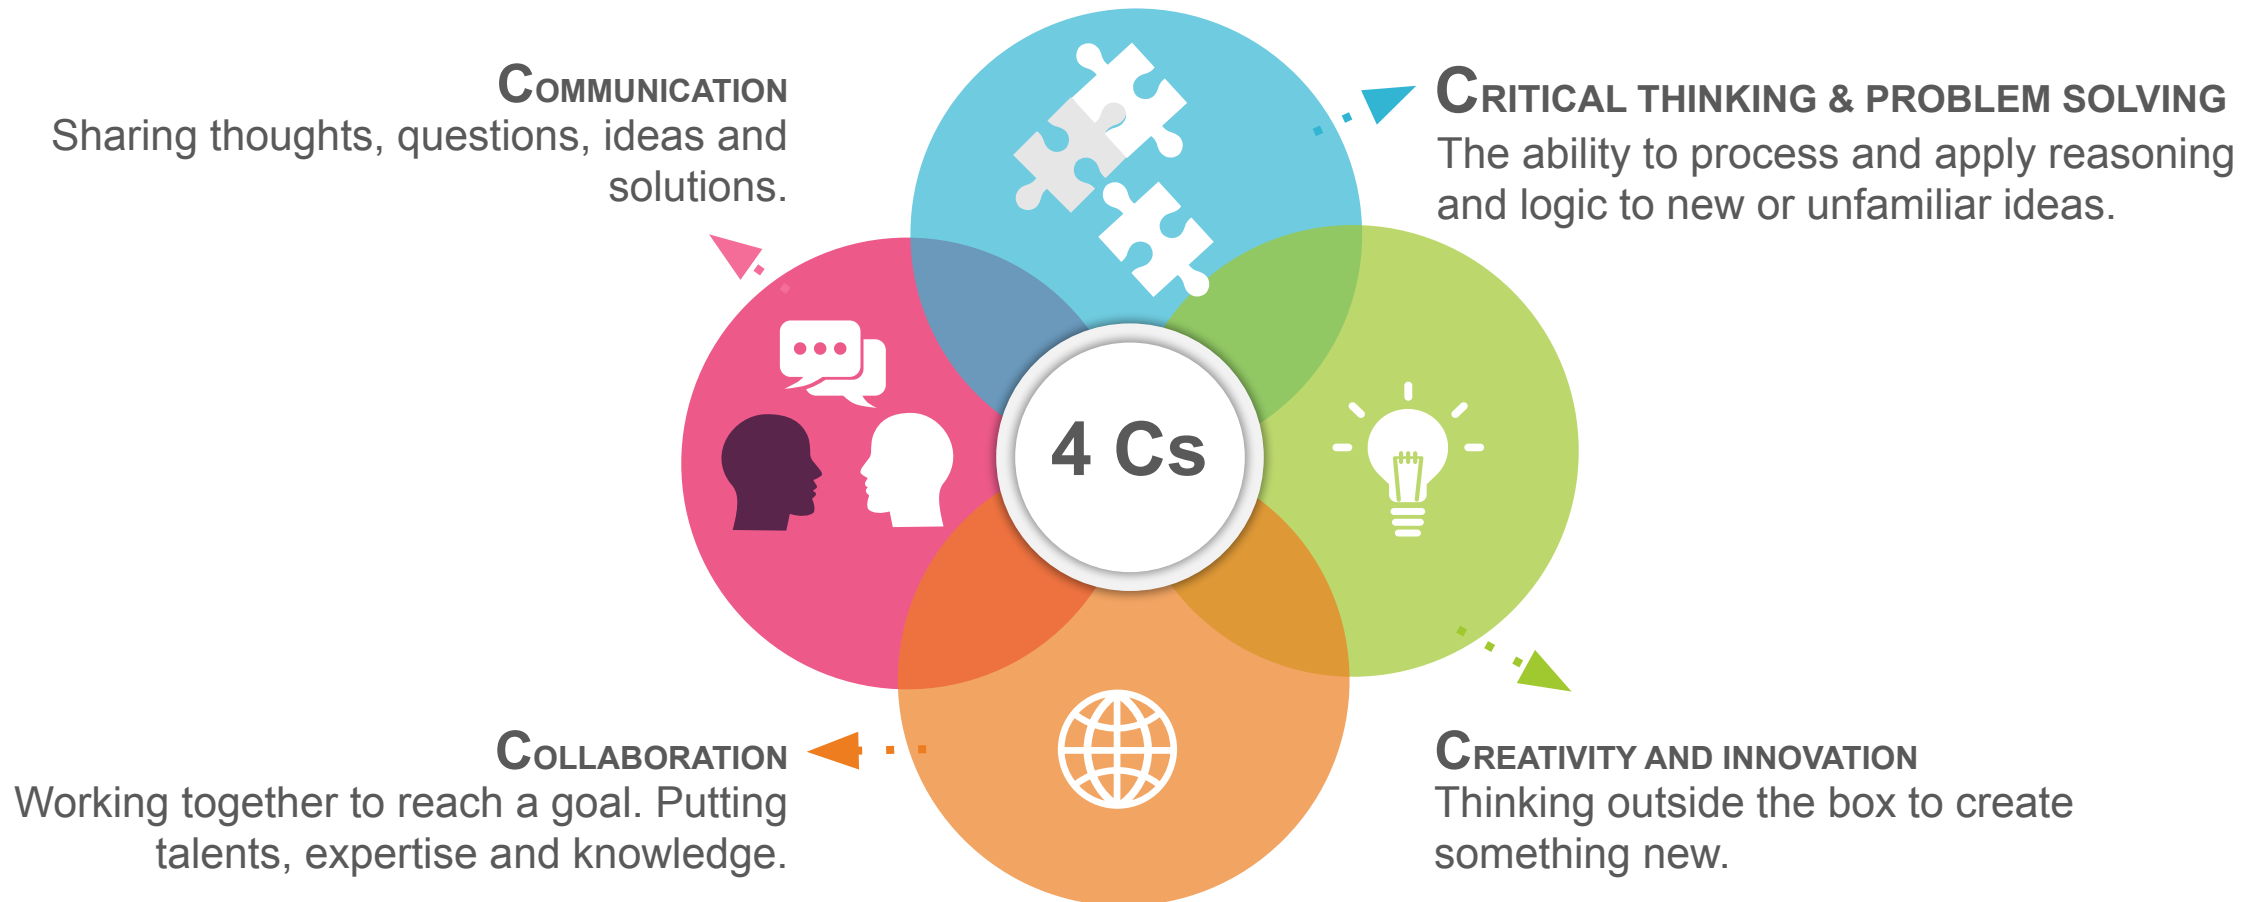 COMMUNICATION
Sharing thoughts, questions, ideas and
solutions.
CRITICAL THINKING & PROBLEM SOLVING
The ability to process and apply reasoning
and logic to new or unfamiliar ideas.
4 Cs
COLLABORATION
Working together to reach a goal. Putting
talents, expertise and knowledge.
CREATIVITY AND INNOVATION
Thinking outside the box to create
something new.